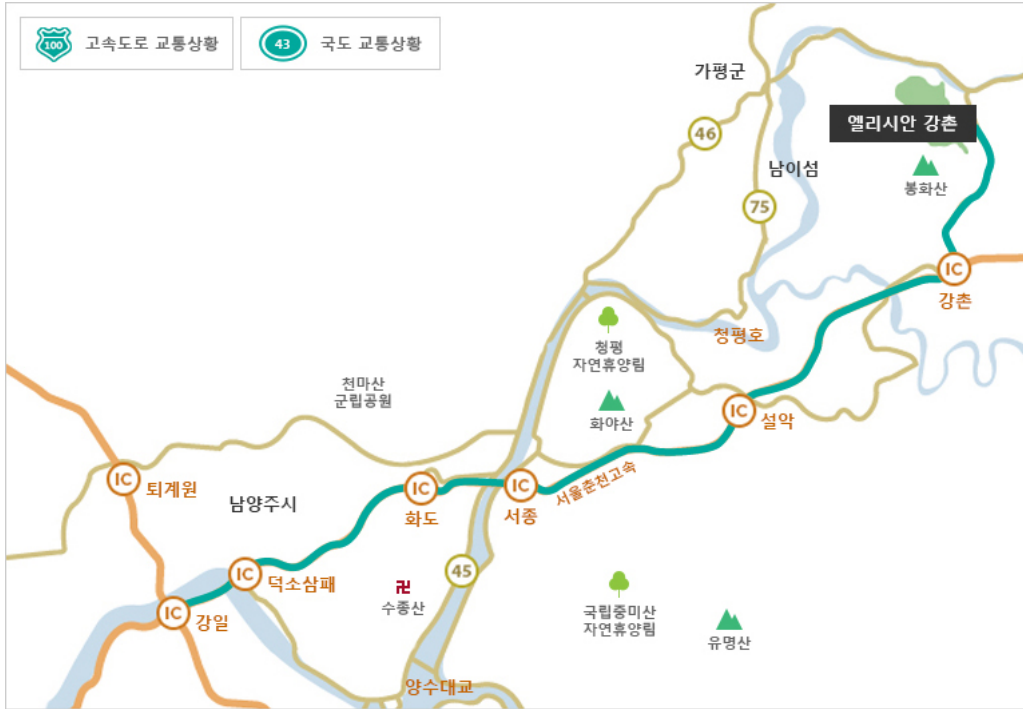 100 고속도로 교통상황
43 국도 교통상황
가평군
46
엘리시안 강촌
남이섬
봉화산
75
IC
강촌
청평호
청평
자연휴양림
천마산
군립공원
화야산
IC
설악
IC
퇴계원
남양주시
IC
화도
IC
서종
서울춘천고속
IC
덕소삼패
45
수종산
국립중미산
자연휴양림
IC
강일
유명산
양수대교